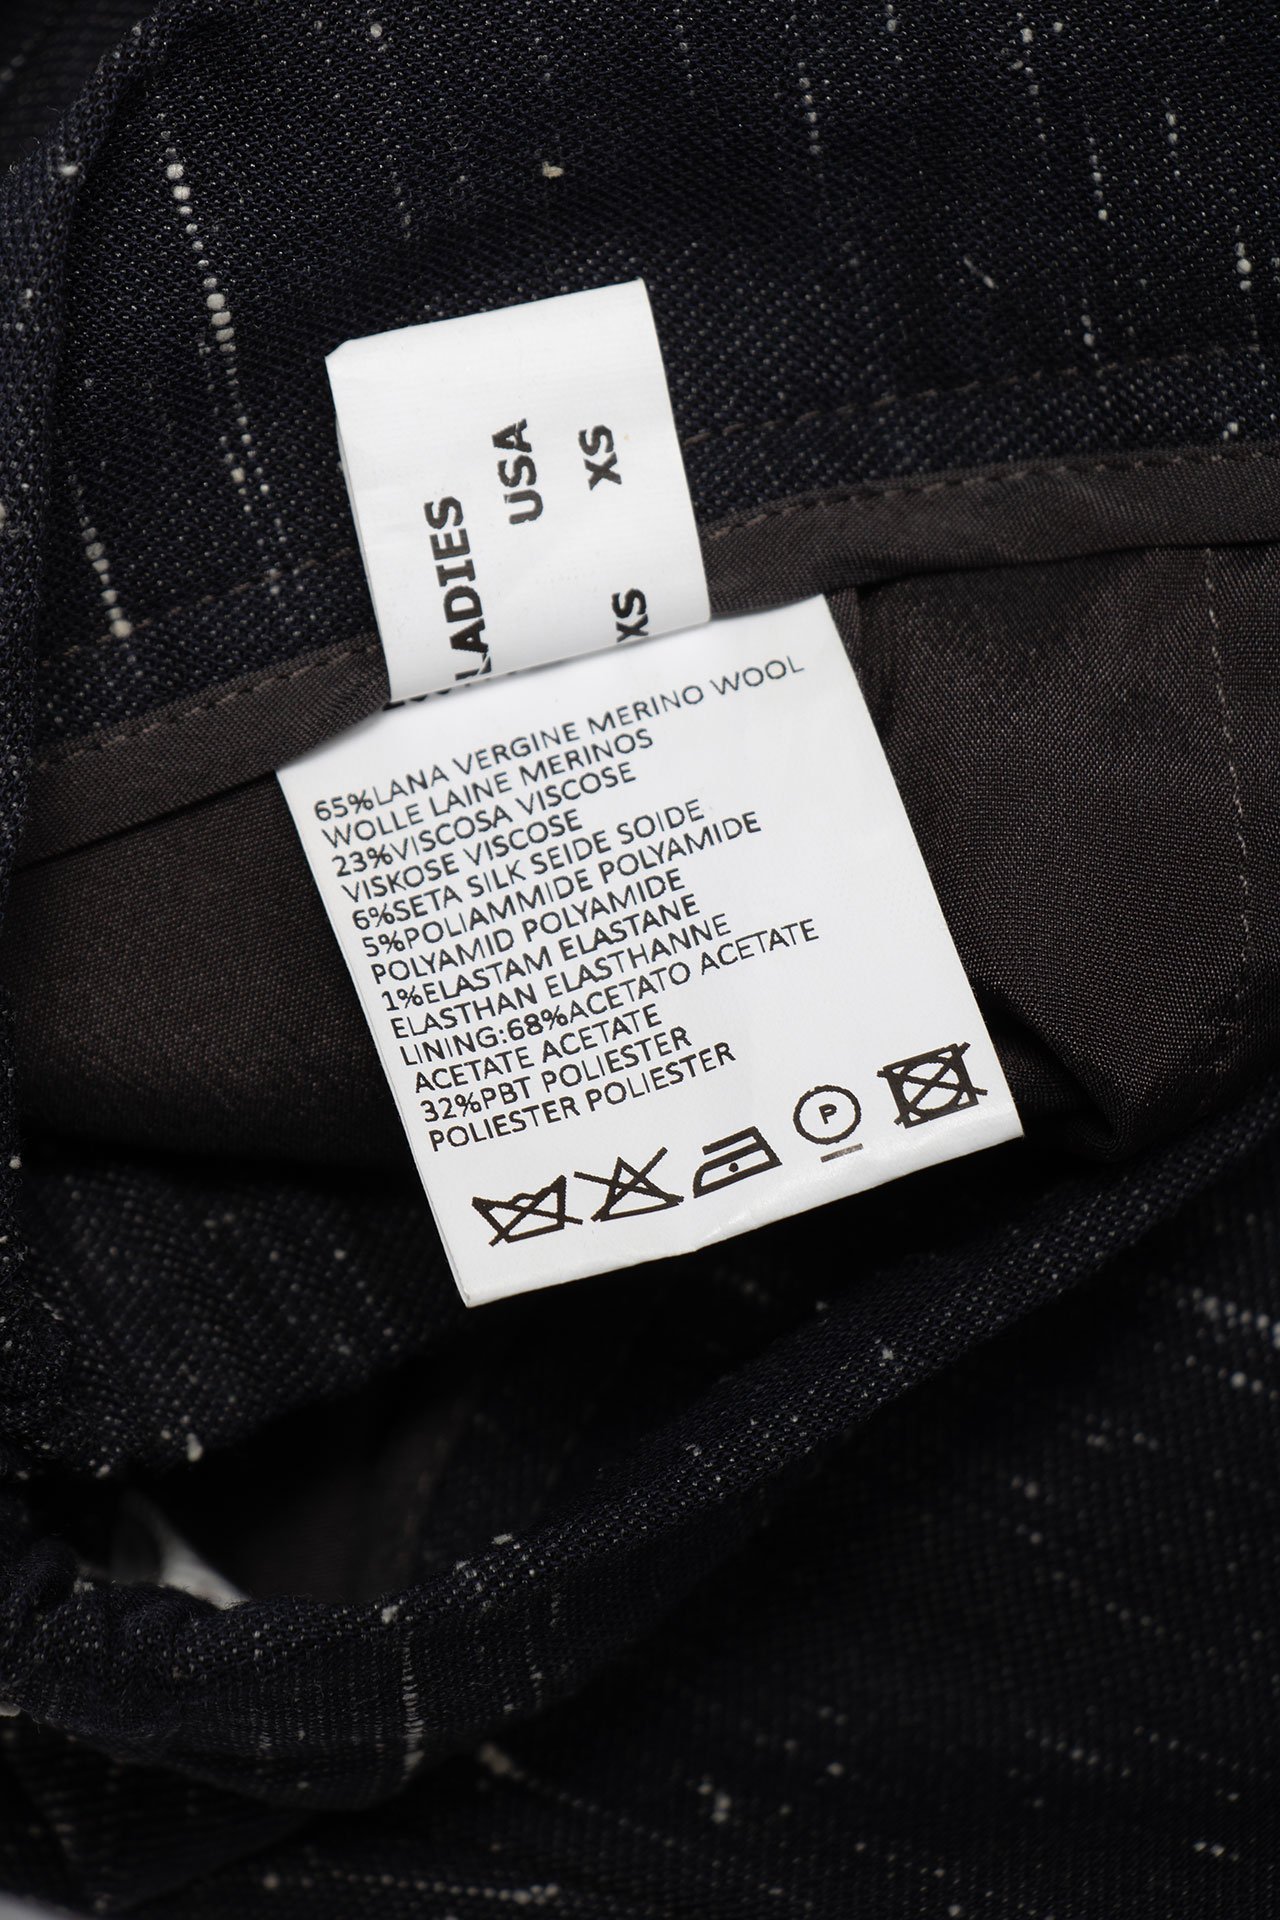 LADIES
USA
XS
XS
65%LANA VERGINE MERINO WOOL
WOLLE LAINE MERINOS
23%VISCOSA VISCOSE
VISKOSE VISCOSE
6%SETA SILK SEIDE SOIDE
5%POLIAMMIDE POLYAMIDE
POLYAMID POLYAMIDE
1%ELASTAM ELASTANE
ELASTHAN ELASTHANNE
LINING:68%ACETATO ACETATE
ACETATE ACETATE
32%PBT POLIESTER
POLIESTER POLIESTER
P